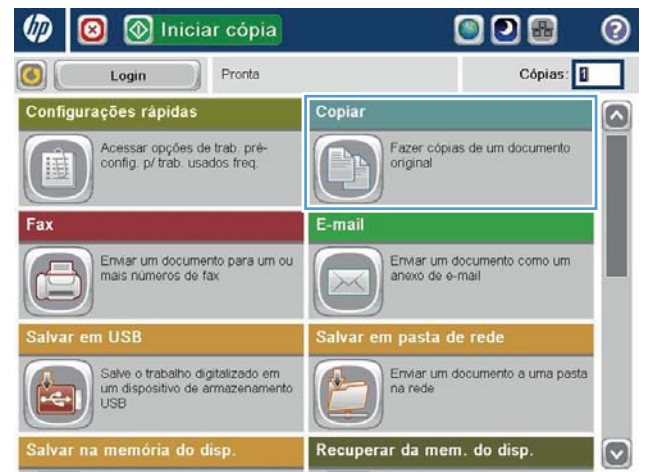 hp
Iniciar cópia
?
Login
Pronta
Cópias: 1
Configurações rápidas
Acessar opções de trab. pré-
config. p/ trab. usados freq.
Copiar
Fazer cópias de um documento
original
Fax
Enviar um documento para um ou
mais números de fax
E-mail
Enviar um documento como um
anexo de e-mail
Salvar em USB
Salve o trabalho digitalizado em
um dispositivo de armazenamento
USB
Salvar em pasta de rede
Enviar um documento a uma pasta
na rede
Salvar na memória do disp.
Recuperar da mem. do disp.